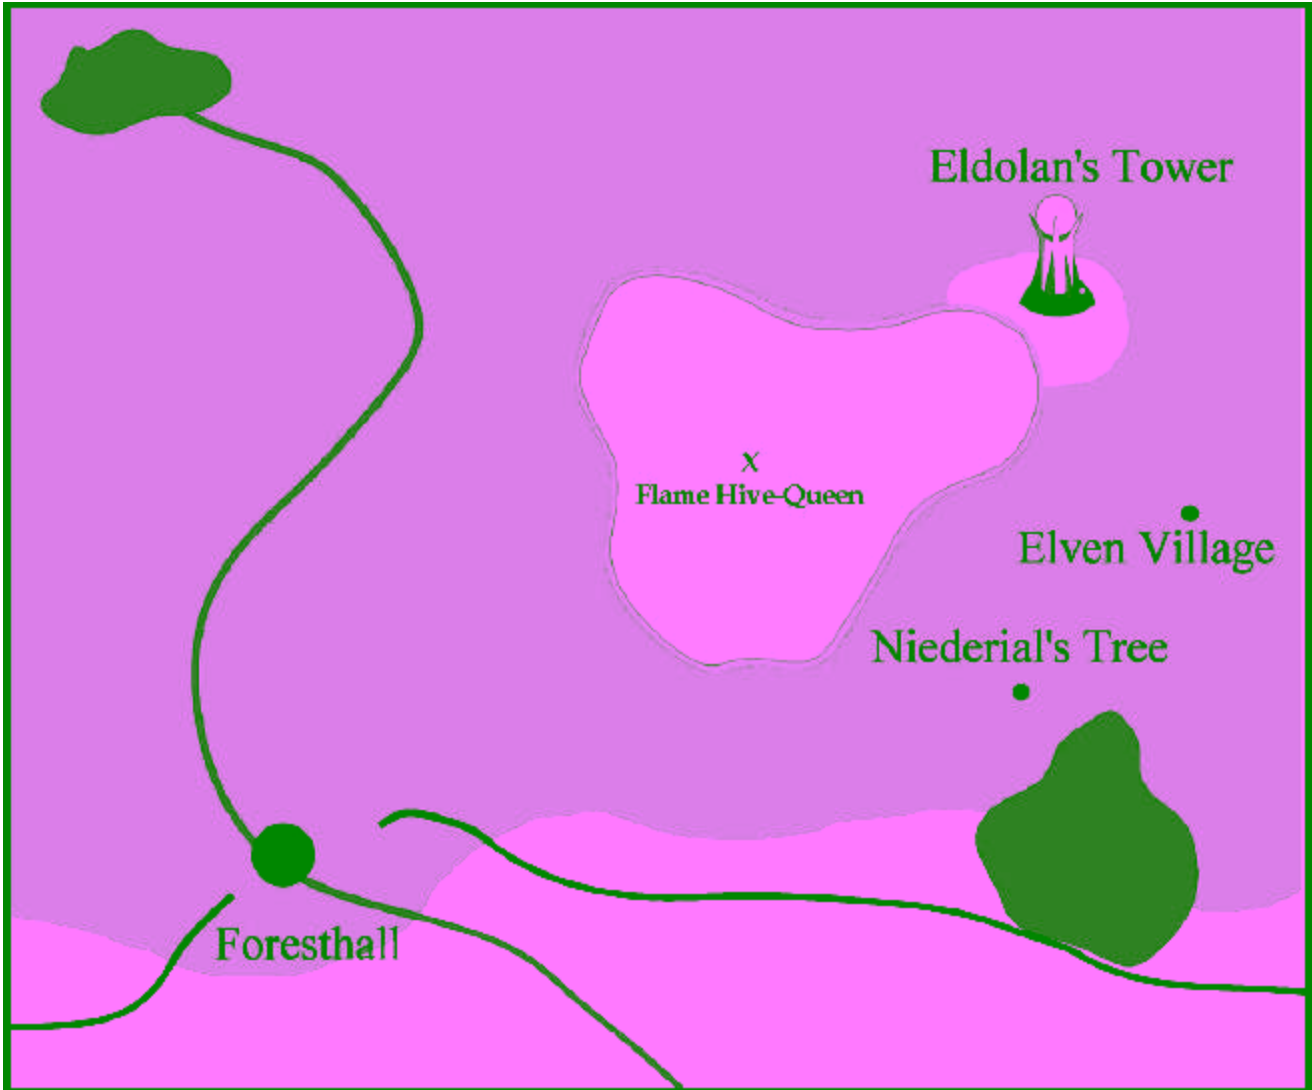 Eldolan's Tower
x
Flame Hive-Queen
Elven Village
Niederial's Tree
Foresthall